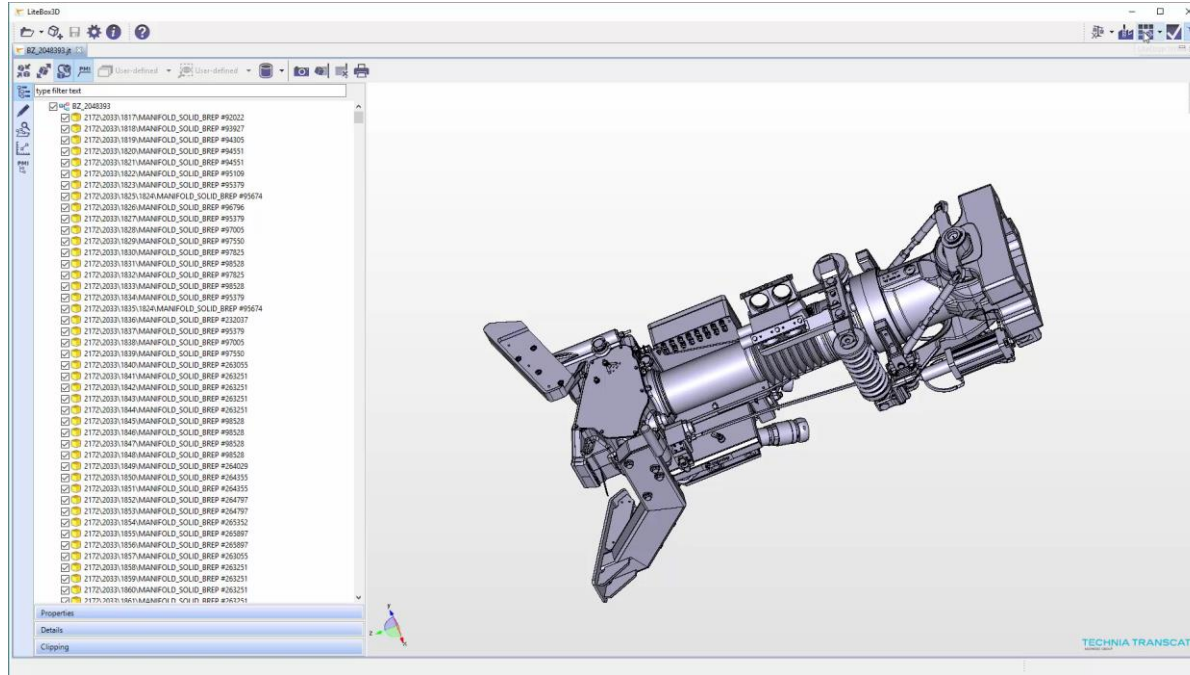 LiteBox3D
BZ_2048393.jt
User-defined
User-defined
type filter text
BZ_2048393
2172\2033\1817\MANIFOLD_SOLID_BREP #92022
2172\2033\1818\MANIFOLD_SOLID_BREP #93927
2172\2033\1819\MANIFOLD_SOLID_BREP #94305
2172\2033\1820\MANIFOLD_SOLID_BREP #94551
2172\2033\1821\MANIFOLD_SOLID_BREP #94551
2172\2033\1822\MANIFOLD_SOLID_BREP #95109
2172\2033\1823\MANIFOLD_SOLID_BREP #95379
2172\2033\1825\1824\MANIFOLD_SOLID_BREP #95674
2172\2033\1826\MANIFOLD_SOLID_BREP #96796
2172\2033\1827\MANIFOLD_SOLID_BREP #95379
2172\2033\1828\MANIFOLD_SOLID_BREP #97005
2172\2033\1829\MANIFOLD_SOLID_BREP #97550
2172\2033\1830\MANIFOLD_SOLID_BREP #97825
2172\2033\1831\MANIFOLD_SOLID_BREP #98528
2172\2033\1832\MANIFOLD_SOLID_BREP #97825
2172\2033\1833\MANIFOLD_SOLID_BREP #98528
2172\2033\1834\MANIFOLD_SOLID_BREP #95379
2172\2033\1835\1824\MANIFOLD_SOLID_BREP #95674
2172\2033\1836\MANIFOLD_SOLID_BREP #232037
2172\2033\1837\MANIFOLD_SOLID_BREP #95379
2172\2033\1838\MANIFOLD_SOLID_BREP #97005
2172\2033\1839\MANIFOLD_SOLID_BREP #97550
2172\2033\1840\MANIFOLD_SOLID_BREP #263055
2172\2033\1841\MANIFOLD_SOLID_BREP #263251
2172\2033\1842\MANIFOLD_SOLID_BREP #263251
2172\2033\1843\MANIFOLD_SOLID_BREP #263251
2172\2033\1844\MANIFOLD_SOLID_BREP #263251
2172\2033\1845\MANIFOLD_SOLID_BREP #98528
2172\2033\1846\MANIFOLD_SOLID_BREP #98528
2172\2033\1847\MANIFOLD_SOLID_BREP #98528
2172\2033\1848\MANIFOLD_SOLID_BREP #98528
2172\2033\1849\MANIFOLD_SOLID_BREP #264029
2172\2033\1850\MANIFOLD_SOLID_BREP #264355
2172\2033\1851\MANIFOLD_SOLID_BREP #264355
2172\2033\1852\MANIFOLD_SOLID_BREP #264797
2172\2033\1853\MANIFOLD_SOLID_BREP #264797
2172\2033\1854\MANIFOLD_SOLID_BREP #265352
2172\2033\1855\MANIFOLD_SOLID_BREP #265897
2172\2033\1856\MANIFOLD_SOLID_BREP #265897
2172\2033\1857\MANIFOLD_SOLID_BREP #263055
2172\2033\1858\MANIFOLD_SOLID_BREP #263251
2172\2033\1859\MANIFOLD_SOLID_BREP #263251
2172\2033\1860\MANIFOLD_SOLID_BREP #263251
2172\2033\1861\MANIFOLD_SOLID_BREP #263251
Properties
Details
Clipping
Y
Z
X
TECHNIA TRANSCAT